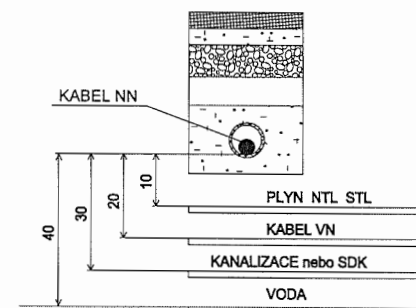 KABEL NN
10
PLYN NTL STL
20
KABEL VN
30
KANALIZACE nebo SDK
40
VODA